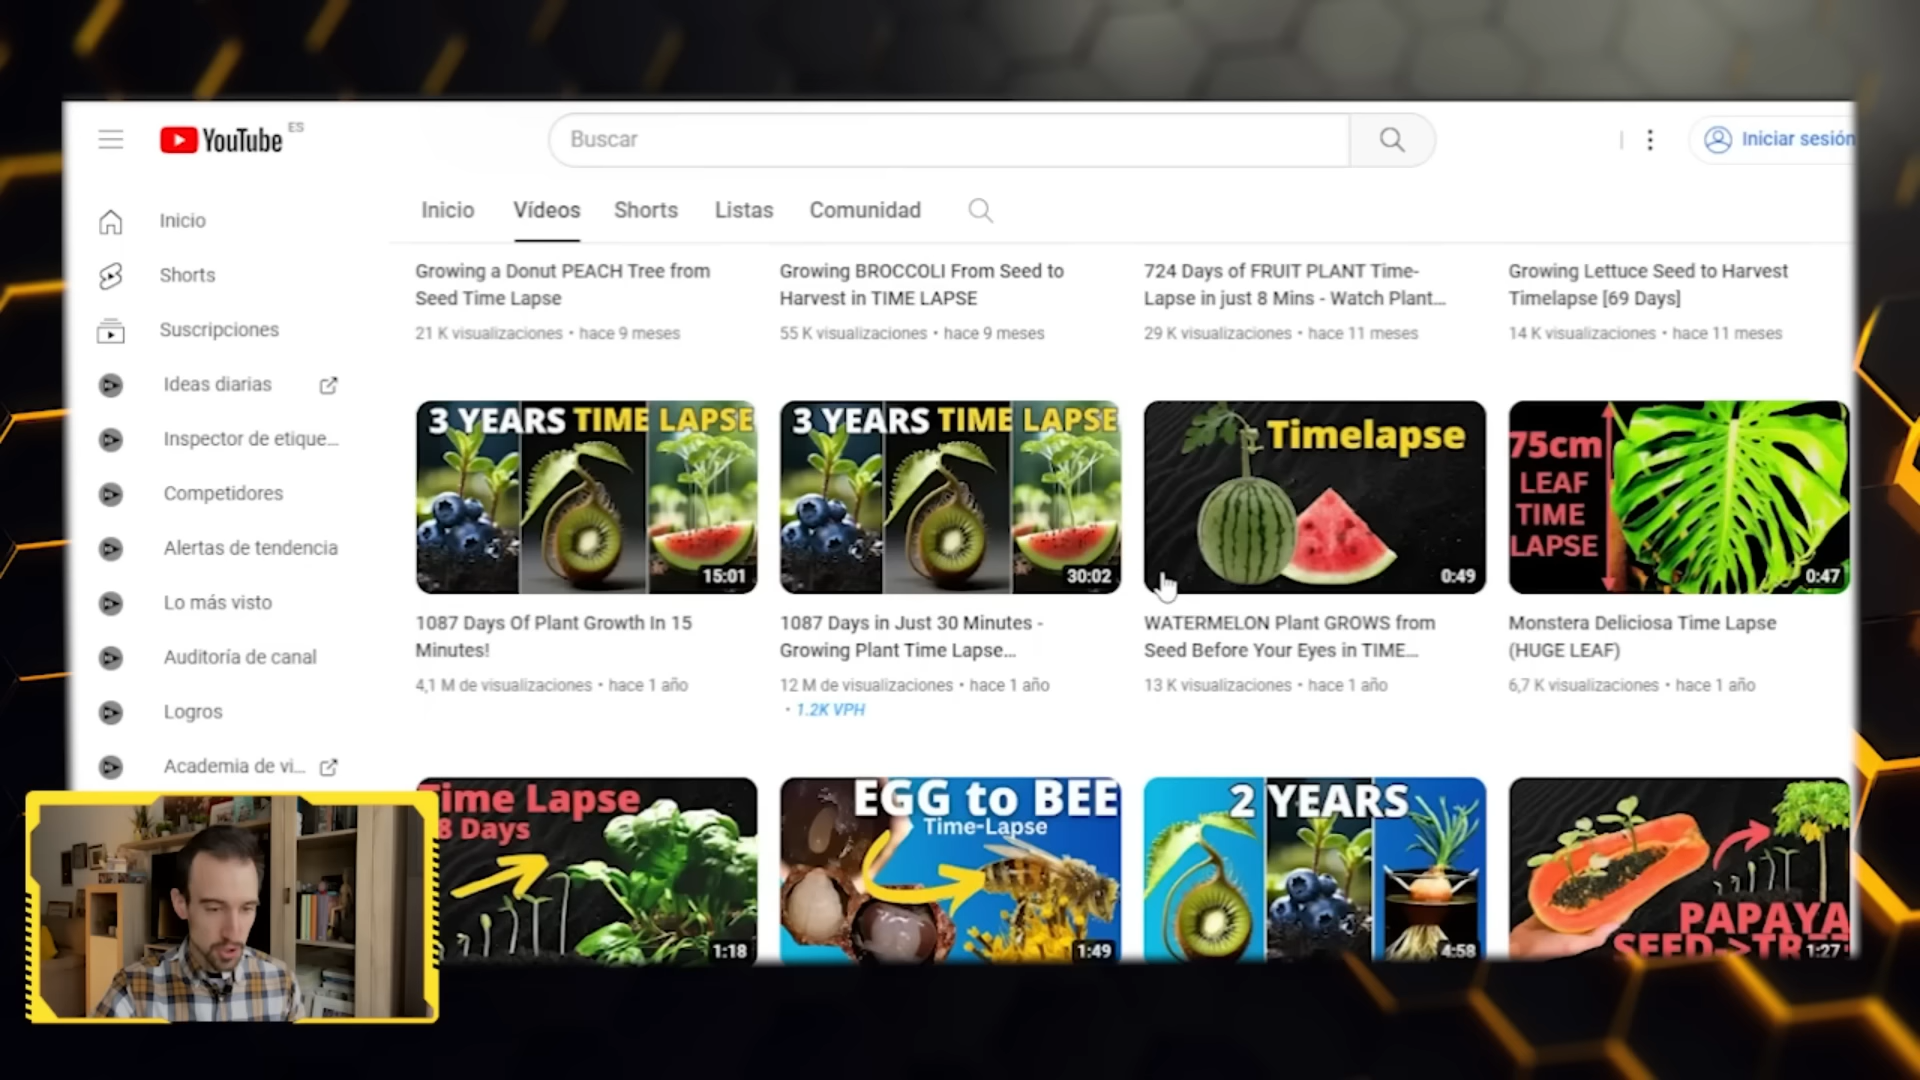 YouTube ES
Buscar
Iniciar sesión
Inicio
Shorts
Suscripciones
Ideas diarias
Inspector de etique...
Competidores
Alertas de tendencia
Lo más visto
Auditoría de canal
Logros
Academia de vi...
Inicio Vídeos Shorts Listas Comunidad
Growing a Donut PEACH Tree from
Seed Time Lapse
21 K visualizaciones • hace 9 meses
Growing BROCCOLI From Seed to
Harvest in TIME LAPSE
55 K visualizaciones • hace 9 meses
724 Days of FRUIT PLANT Time-
Lapse in just 8 Mins - Watch Plant...
29 K visualizaciones • hace 11 meses
Growing Lettuce Seed to Harvest
Timelapse [69 Days]
14 K visualizaciones • hace 11 meses
3 YEARS TIME LAPSE
15:01
1087 Days Of Plant Growth In 15
Minutes!
4,1 M de visualizaciones • hace 1 año
3 YEARS TIME LAPSE
30:02
1087 Days in Just 30 Minutes -
Growing Plant Time Lapse...
12 M de visualizaciones • hace 1 año
• 1.2K VPH
Timelapse
0:49
WATERMELON Plant GROWS from
Seed Before Your Eyes in TIME...
13 K visualizaciones • hace 1 año
75cm
LEAF
TIME
LAPSE
0:47
Monstera Deliciosa Time Lapse
(HUGE LEAF)
6,7 K visualizaciones • hace 1 año
Time Lapse
8 Days
1:18
EGG to BEE
Time-Lapse
1:49
2 YEARS
4:58
PAPAYA
SEED->TR
1:27